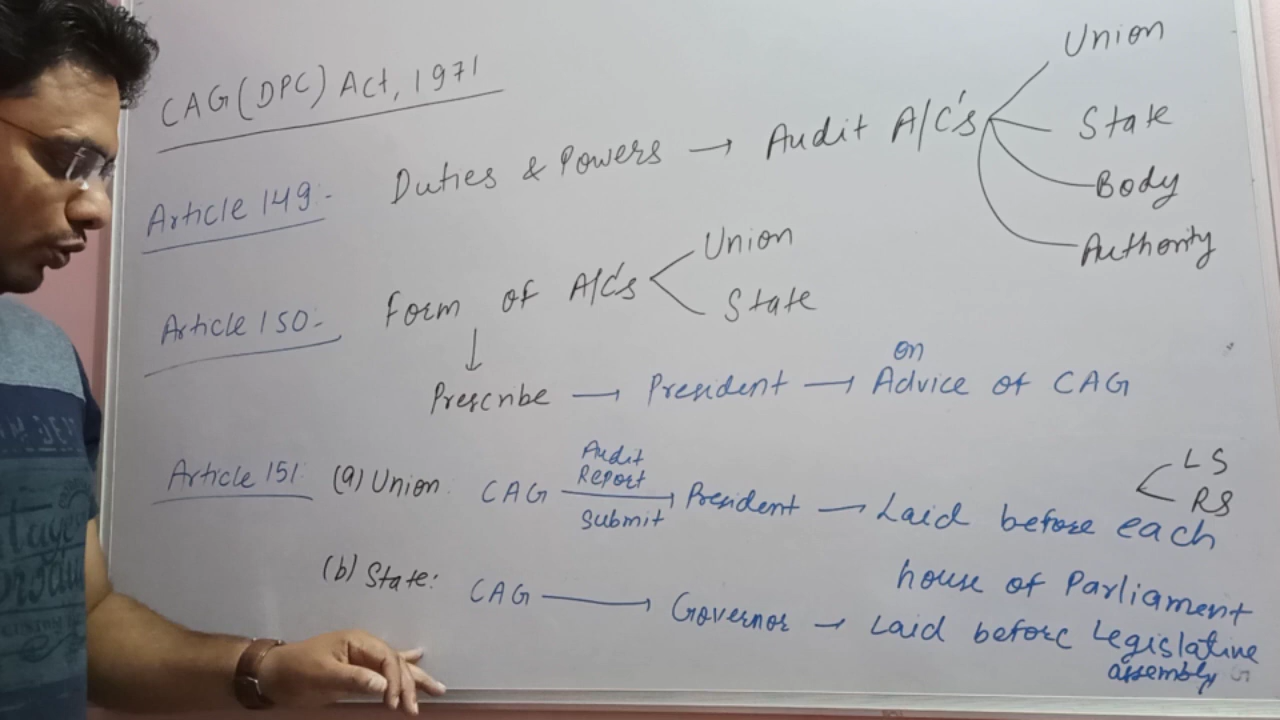 CAG (DPC) Act, 1971
Article 149:- Duties & Powers → Audit A/C's
Union
State
Body
Authority
Article 150:- Form of A/C's
Union
State
↓
Prescribe → President → on Advice of CAG
Article 151: (a) Union: CAG Audit Report Submit → President → Laid before each
LS
RS
house of Parliament
(b) State: CAG → Governor → Laid before Legislative
assembly